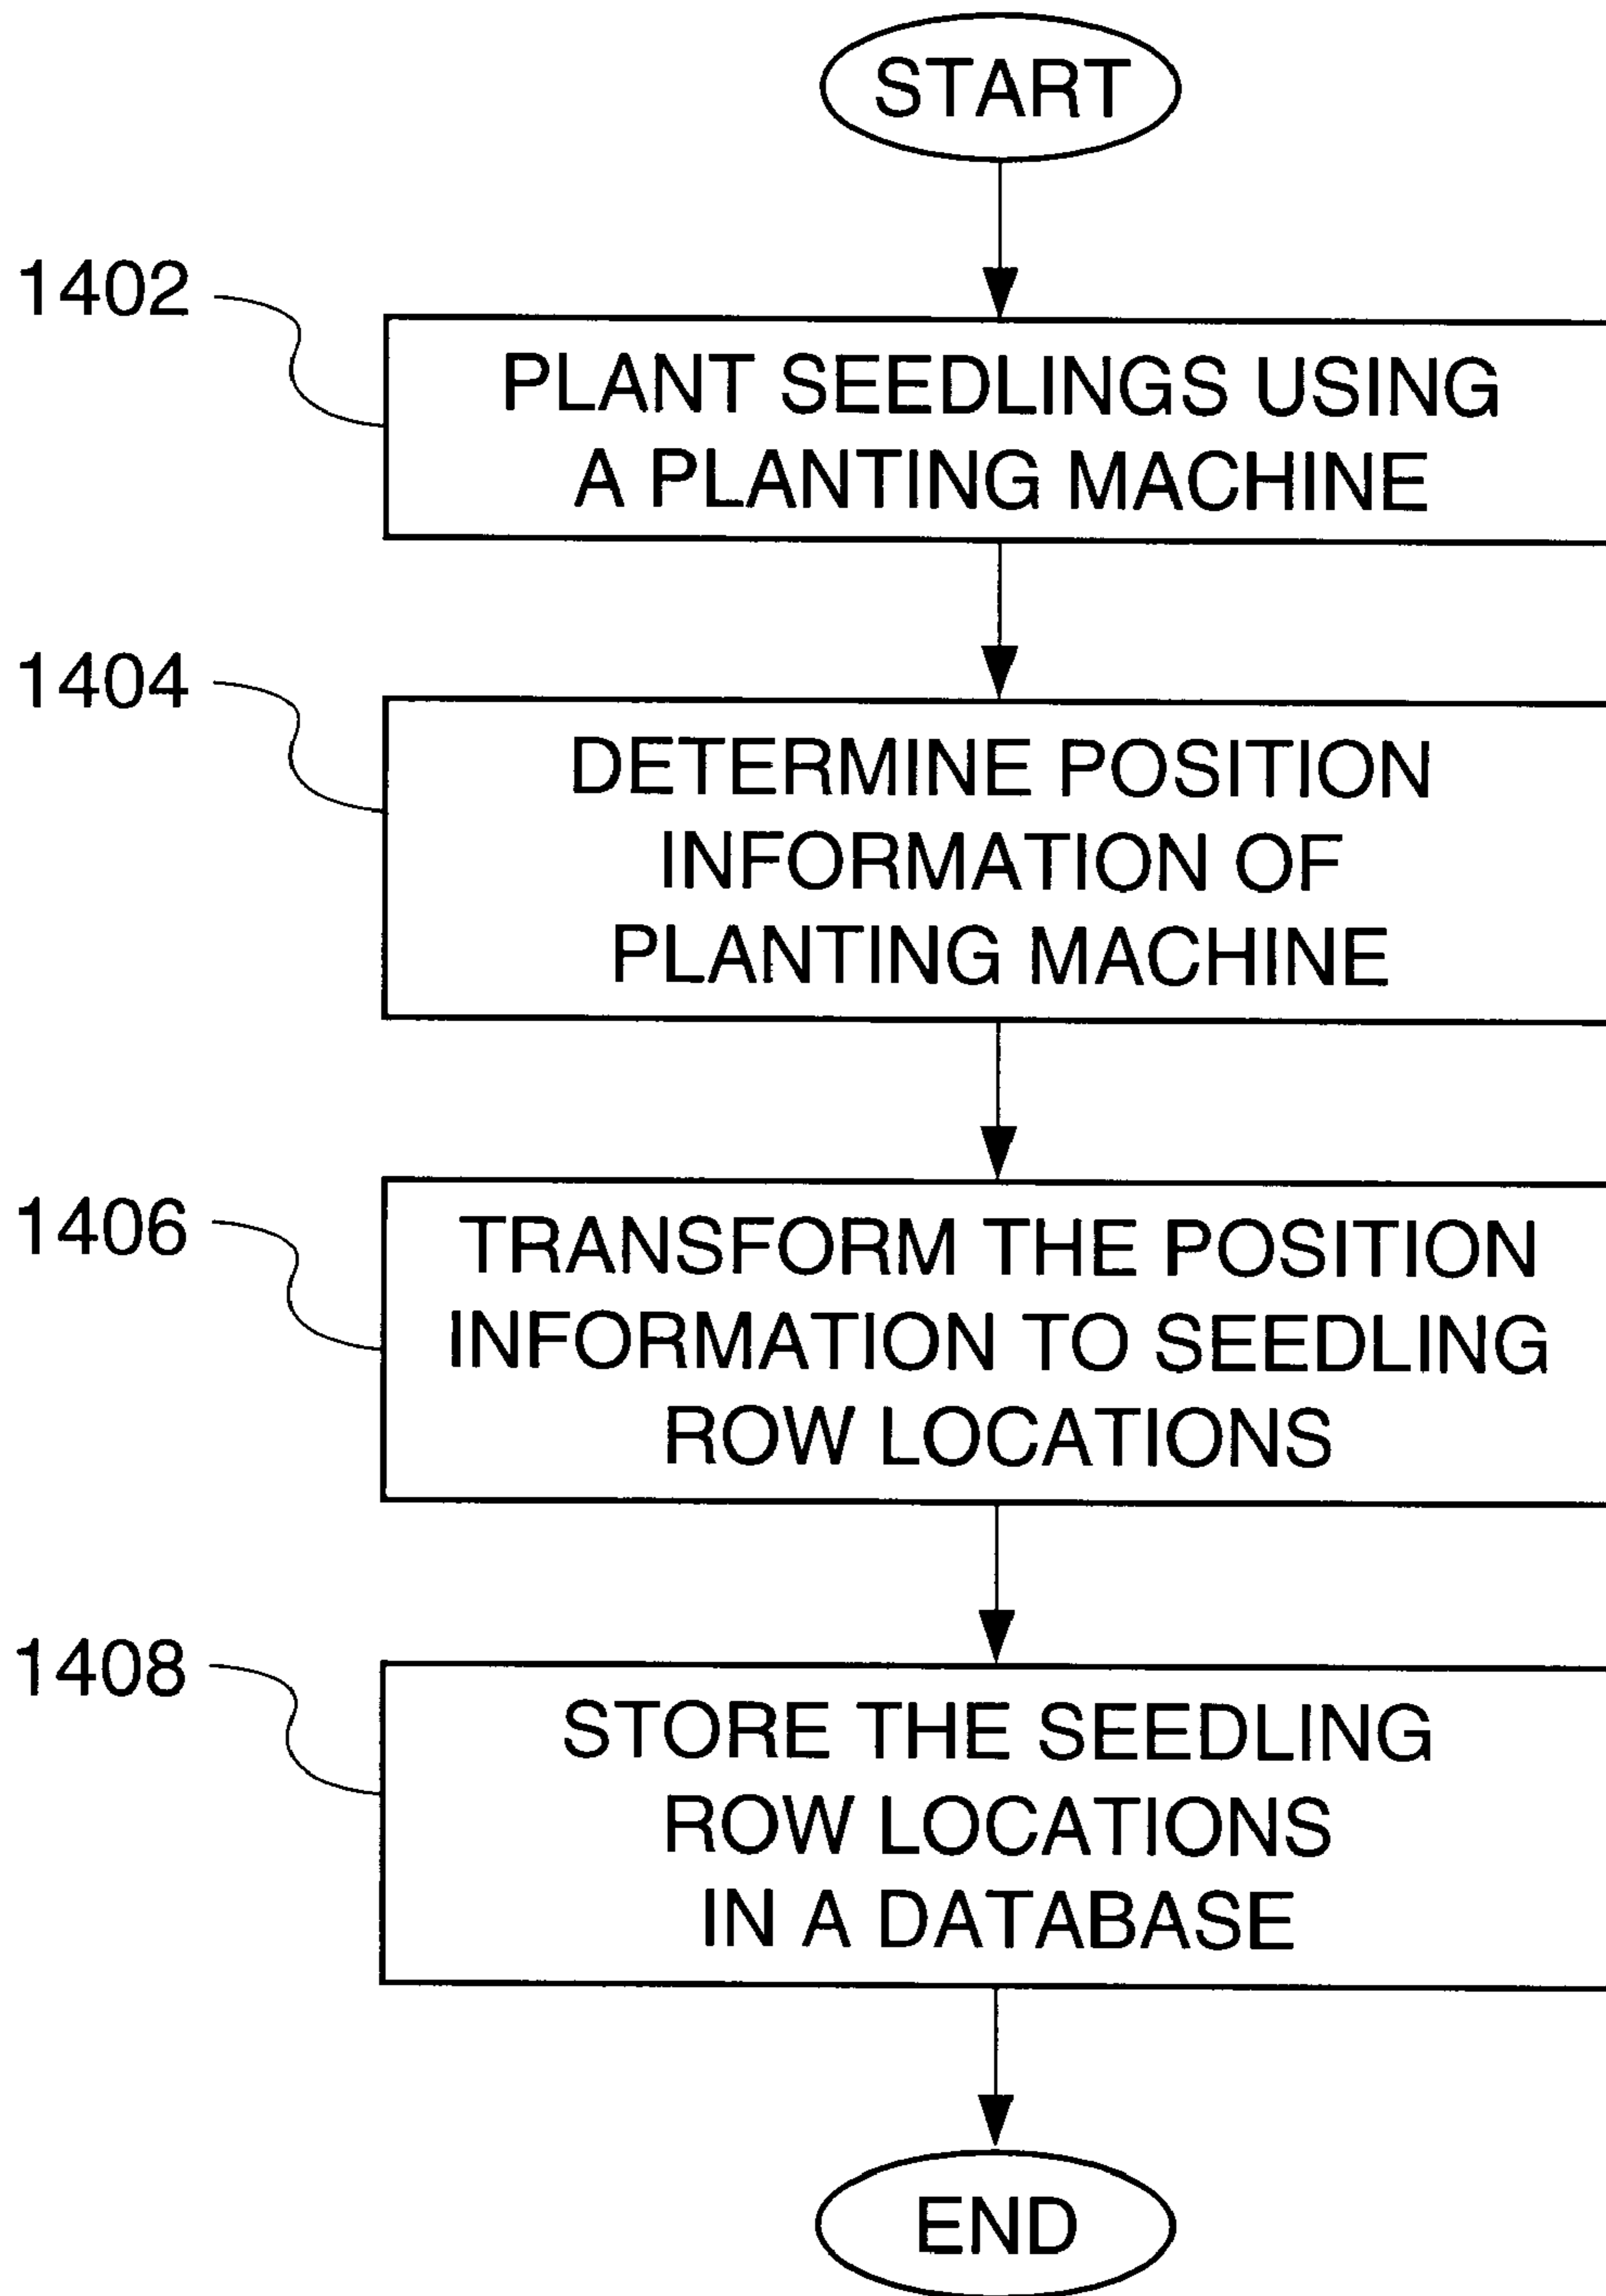 START
1402
PLANT SEEDLINGS USING
A PLANTING MACHINE
1404
DETERMINE POSITION
INFORMATION OF
PLANTING MACHINE
1406
TRANSFORM THE POSITION
INFORMATION TO SEEDLING
ROW LOCATIONS
1408
STORE THE SEEDLING
ROW LOCATIONS
IN A DATABASE
END